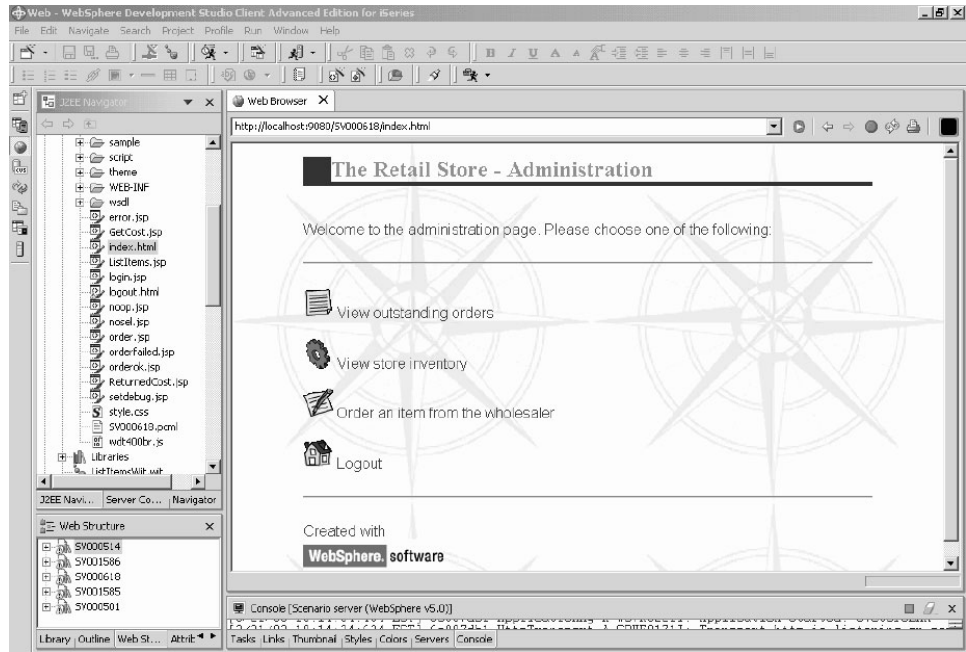 Web - WebSphere Development Studio Client Advanced Edition for iSeries
File Edit Navigate Search Project Profile Run Window Help
J2EE Navigator
sample
script
theme
WEB-INF
wsdl
error.jsp
GetCost.jsp
index.html
ListItems.jsp
login.jsp
logout.html
noop.jsp
nosel.jsp
order.jsp
orderfailed.jsp
orderok.jsp
ReturnedCost.jsp
setdebug.jsp
style.css
SV000618.pcml
wdt400br.js
Libraries
ListItemsWit.wit
J2EE Navi... Server Co... Navigator
Web Structure
SV000514
SV001586
SV000618
SV001585
SV000501
Library Outline Web St... Attrib
Web Browser
http://localhost:9080/SV000618/index.html
The Retail Store - Administration
Welcome to the administration page. Please choose one of the following:
View outstanding orders
View store inventory
Order an item from the wholesaler
Logout
Created with
WebSphere. software
Console [Scenario server (WebSphere v5.0)]
Tasks Links Thumbnail Styles Colors Servers Console